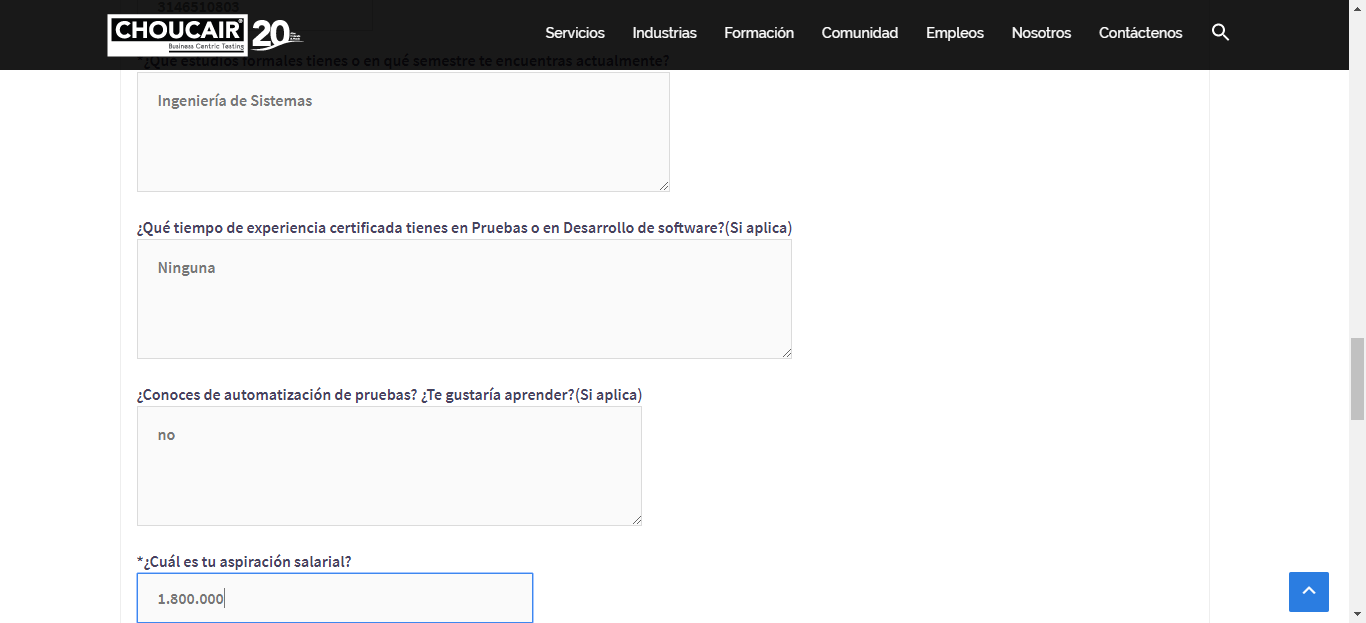 3146510803
CHOUCAIR
Business Centric Testing
20
Servicios Industrias Formación Comunidad Empleos Nosotros Contáctenos
*¿Qué estudios formales tienes o en qué semestre te encuentras actualmente?
Ingeniería de Sistemas
¿Qué tiempo de experiencia certificada tienes en Pruebas o en Desarrollo de software?(Si aplica)
Ninguna
¿Conoces de automatización de pruebas? ¿Te gustaría aprender?(Si aplica)
no
*¿Cuál es tu aspiración salarial?
1.800.000